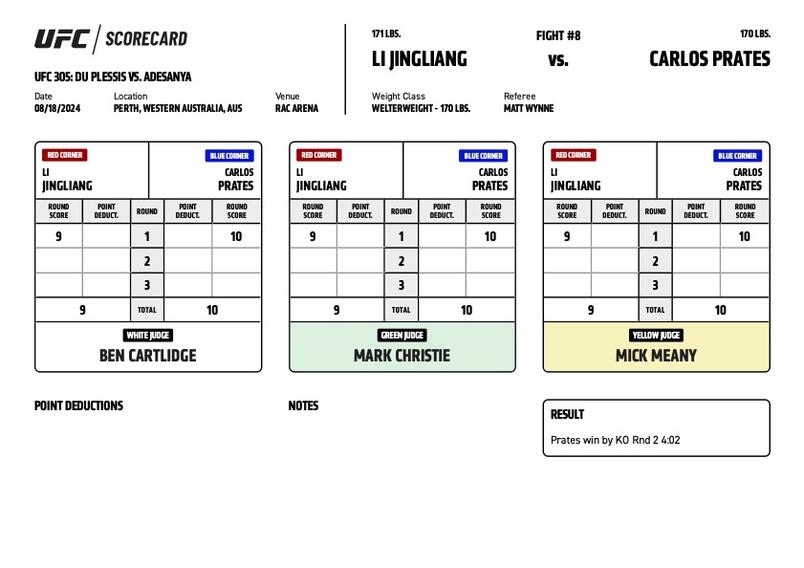 UFC / SCORECARD
UFC 305: DU PLESSIS VS. ADESANYA
Date Location Venue
08/18/2024 PERTH, WESTERN AUSTRALIA, AUS RAC ARENA
171 LBS. FIGHT #8 170 LBS.
LI JINGLIANG vs. CARLOS PRATES
Weight Class Referee
WELTERWEIGHT - 170 LBS. MATT WYNNE
RED CORNER BLUE CORNER
LI CARLOS
JINGLIANG PRATES
ROUND SCORE POINT DEDUCT. ROUND POINT DEDUCT. ROUND SCORE
9 1 10
2
3
9 TOTAL 10
WHITE JUDGE
BEN CARTLIDGE
RED CORNER BLUE CORNER
LI CARLOS
JINGLIANG PRATES
ROUND SCORE POINT DEDUCT. ROUND POINT DEDUCT. ROUND SCORE
9 1 10
2
3
9 TOTAL 10
GREEN JUDGE
MARK CHRISTIE
RED CORNER BLUE CORNER
LI CARLOS
JINGLIANG PRATES
ROUND SCORE POINT DEDUCT. ROUND POINT DEDUCT. ROUND SCORE
9 1 10
2
3
9 TOTAL 10
YELLOW JUDGE
MICK MEANY
POINT DEDUCTIONS
NOTES
RESULT
Prates win by KO Rnd 2 4:02